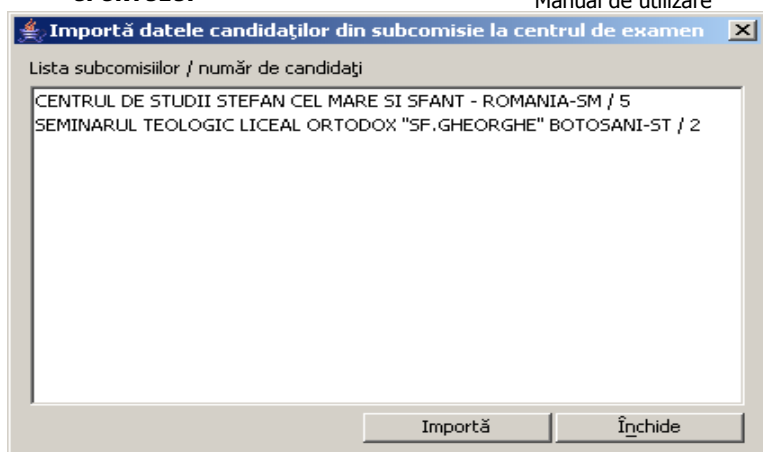 Manual de utilizare
Importă datele candidaţilor din subcomisie la centrul de examen
Lista subcomisiilor / număr de candidaţi
CENTRUL DE STUDII STEFAN CEL MARE SI SFANT - ROMANIA-SM / 5
SEMINARUL TEOLOGIC LICEAL ORTODOX "SF.GHEORGHE" BOTOSANI-ST / 2
Importă
Închide